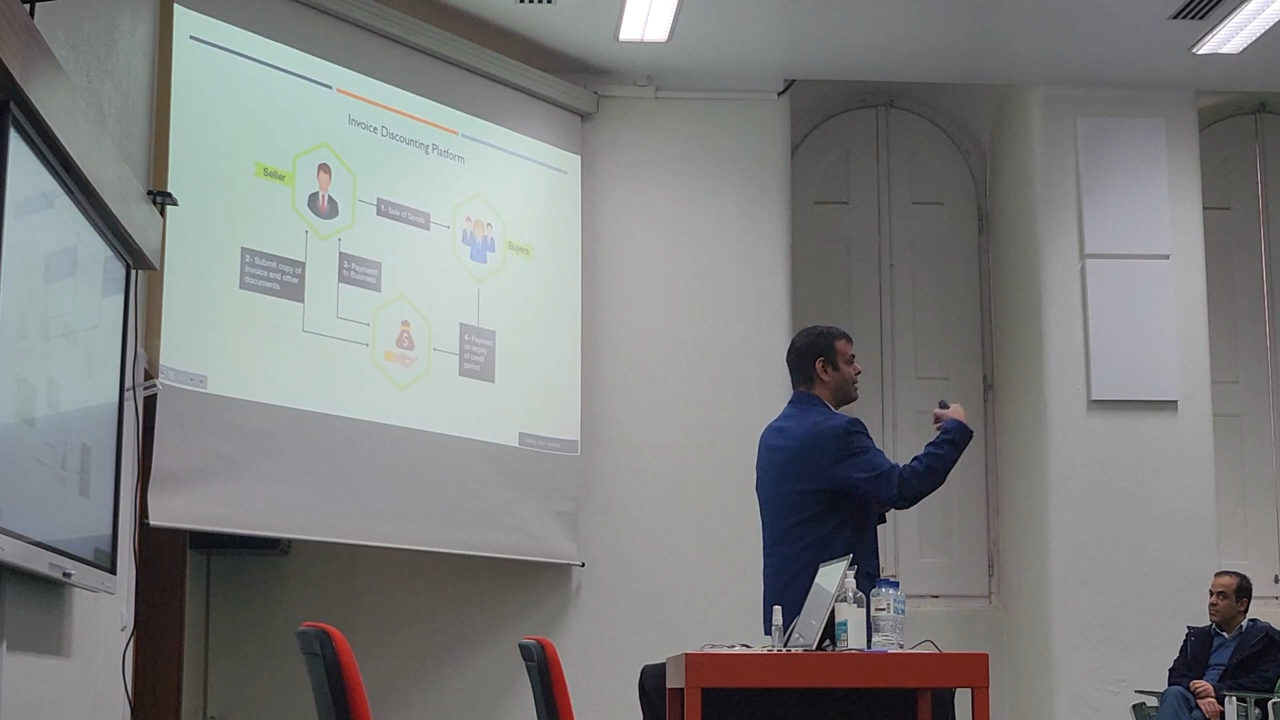 Invoice Discounting Platform
Seller
1- Sale of Goods
Buyers
2- Submit copy of
invoice and other
documents
3- Payment
to Business
4- Payment
on expiry
of credit
period